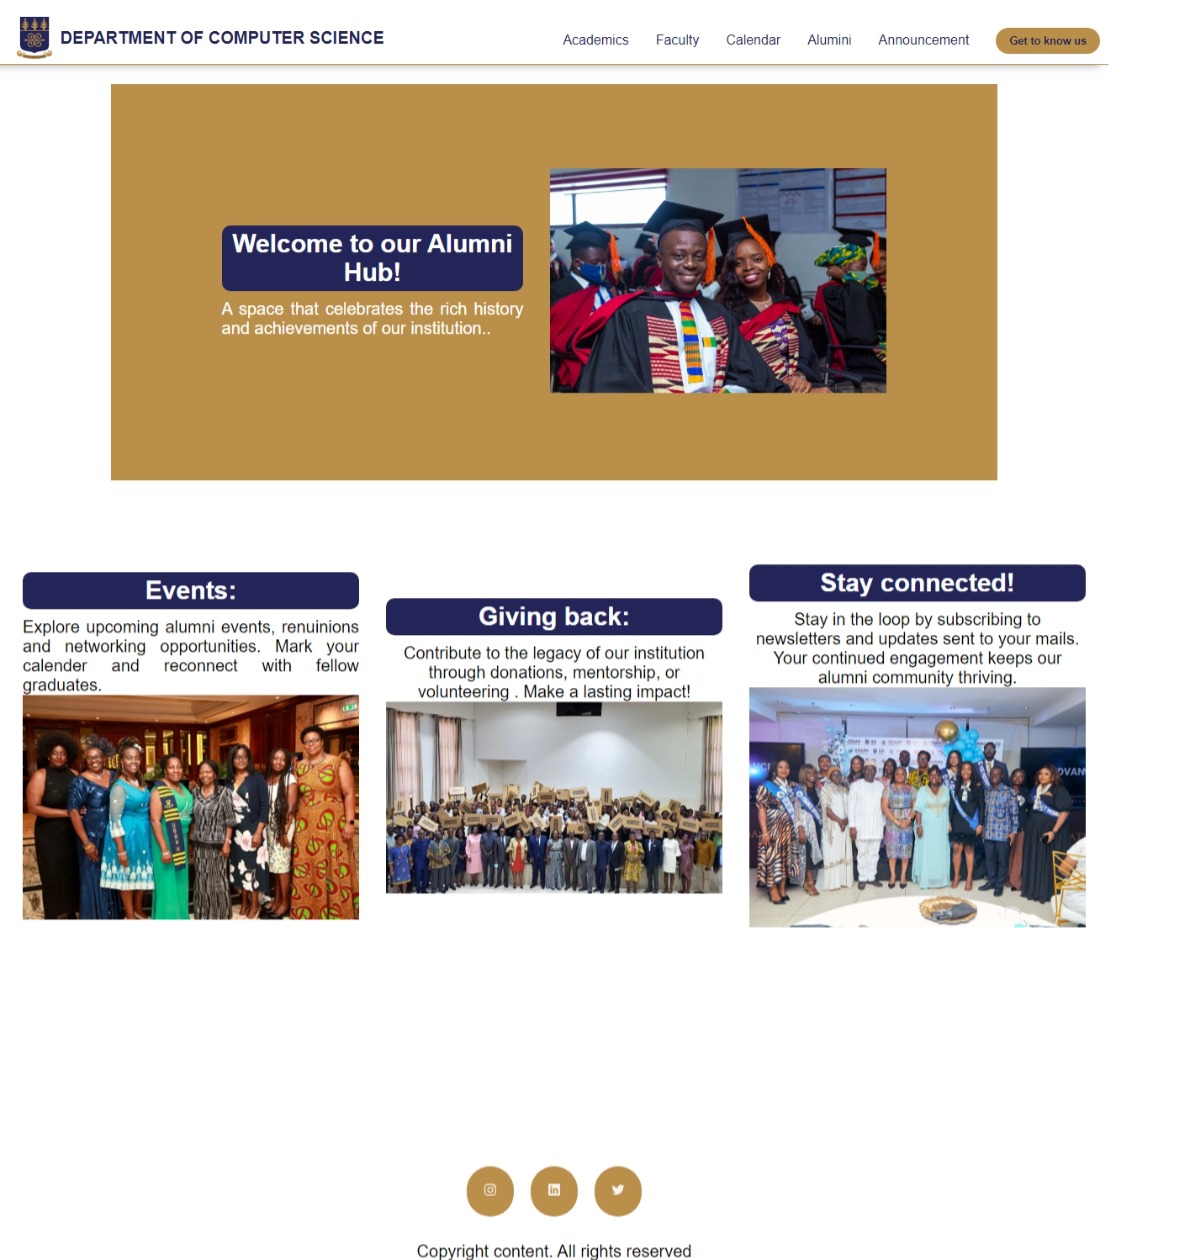 DEPARTMENT OF COMPUTER SCIENCE
Academics
Faculty
Calendar
Alumini
Announcement
Get to know us
Welcome to our Alumni
Hub!
A space that celebrates the rich history
and achievements of our institution..
Events:
Explore upcoming alumni events, renuinions
and networking opportunities. Mark your
calender and reconnect with fellow
graduates.
Giving back:
Contribute to the legacy of our institution
through donations, mentorship, or
volunteering . Make a lasting impact!
Stay connected!
Stay in the loop by subscribing to
newsletters and updates sent to your mails.
Your continued engagement keeps our
alumni community thriving.
Copyright content. All rights reserved